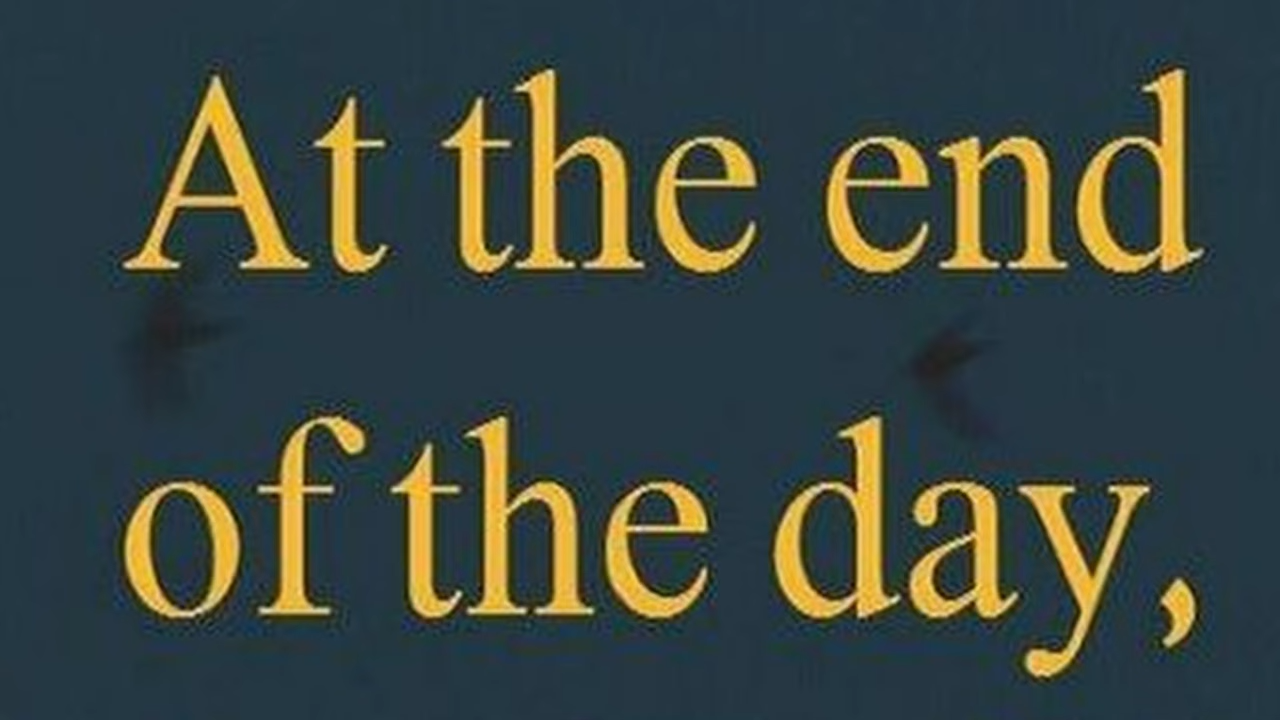 At the end
of the day,